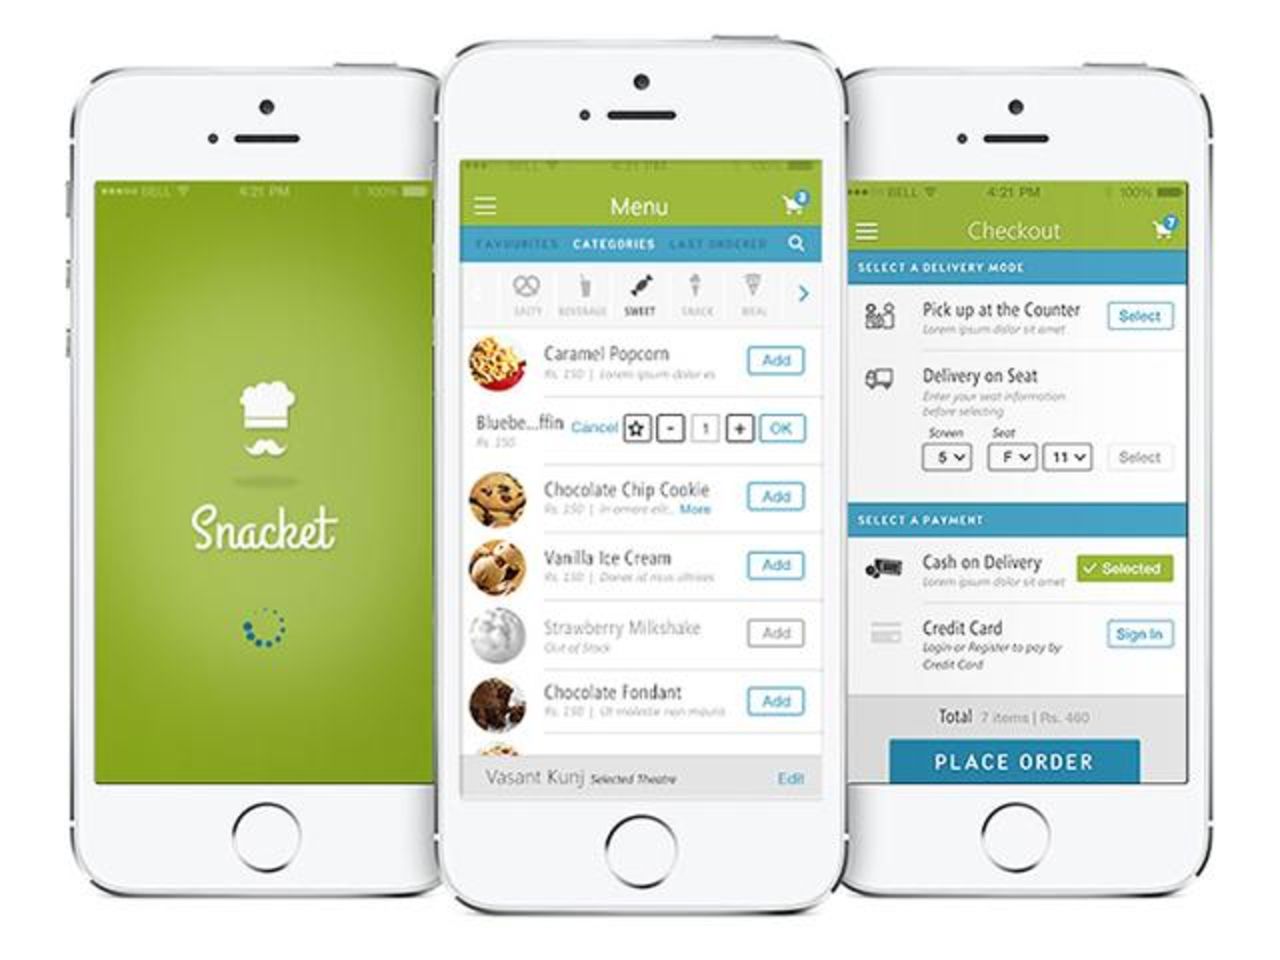 BELL 4:21 PM 100%
Snacket
BELL 4:21 PM 100%
Menu 3
FAVOURITES CATEGORIES LAST ORDERED
SALTY BEVERAGE SWEET SNACK MEAL
Caramel Popcorn Add
Rs. 150 | Lorem ipsum dolor es
Bluebe...ffin Cancel - 1 + OK
Rs. 150
Chocolate Chip Cookie Add
Rs. 150 | In ornare elit.. More
Vanilla Ice Cream Add
Rs. 150 | Donec id risus ultrices
Strawberry Milkshake Add
Out of Stock
Chocolate Fondant Add
Rs. 150 | Ut molestie non mauris
Vasant Kunj Selected Theatre Edit
BELL 4:21 PM 100%
Checkout 7
SELECT A DELIVERY MODE
Pick up at the Counter Select
Lorem ipsum dolor sit amet
Delivery on Seat
Enter your seat information
before selecting
Screen Seat
5 F 11 Select
SELECT A PAYMENT
Cash on Delivery Selected
Lorem ipsum dolor sit amet
Credit Card Sign In
Login or Register to pay by
Credit Card
Total 7 items | Rs. 460
PLACE ORDER